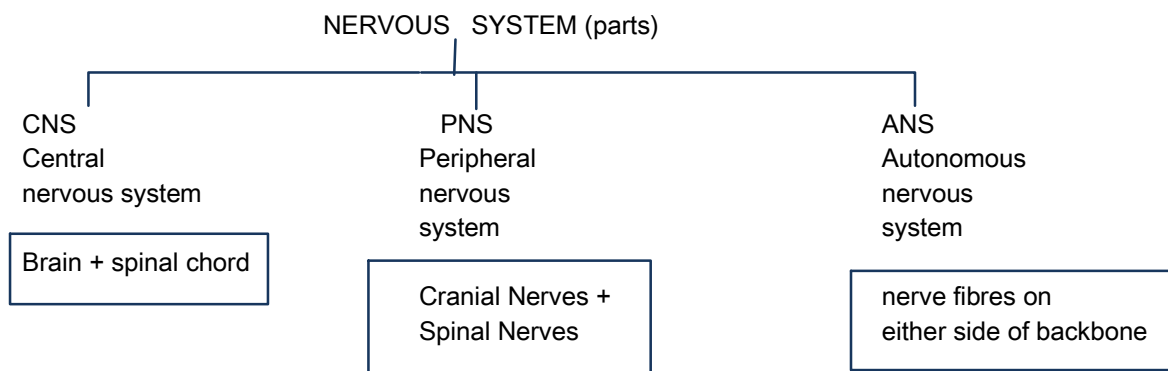 NERVOUS SYSTEM (parts)
CNS
Central
nervous system
Brain + spinal chord
PNS
Peripheral
nervous
system
Cranial Nerves +
Spinal Nerves
ANS
Autonomous
nervous
system
nerve fibres on
either side of backbone